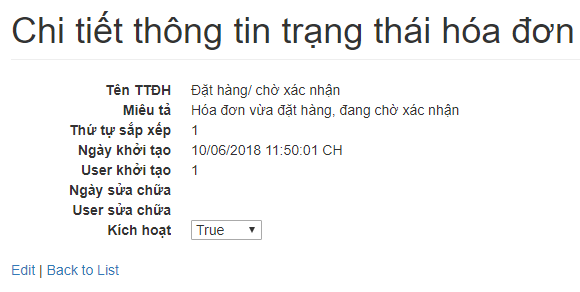 Chi tiết thông tin trạng thái hóa đơn
Tên TTĐH Đặt hàng/ chờ xác nhận
Miêu tả Hóa đơn vừa đặt hàng, đang chờ xác nhận
Thứ tự sắp xếp 1
Ngày khởi tạo 10/06/2018 11:50:01 CH
User khởi tạo 1
Ngày sửa chữa
User sửa chữa
Kích hoạt True
Edit | Back to List